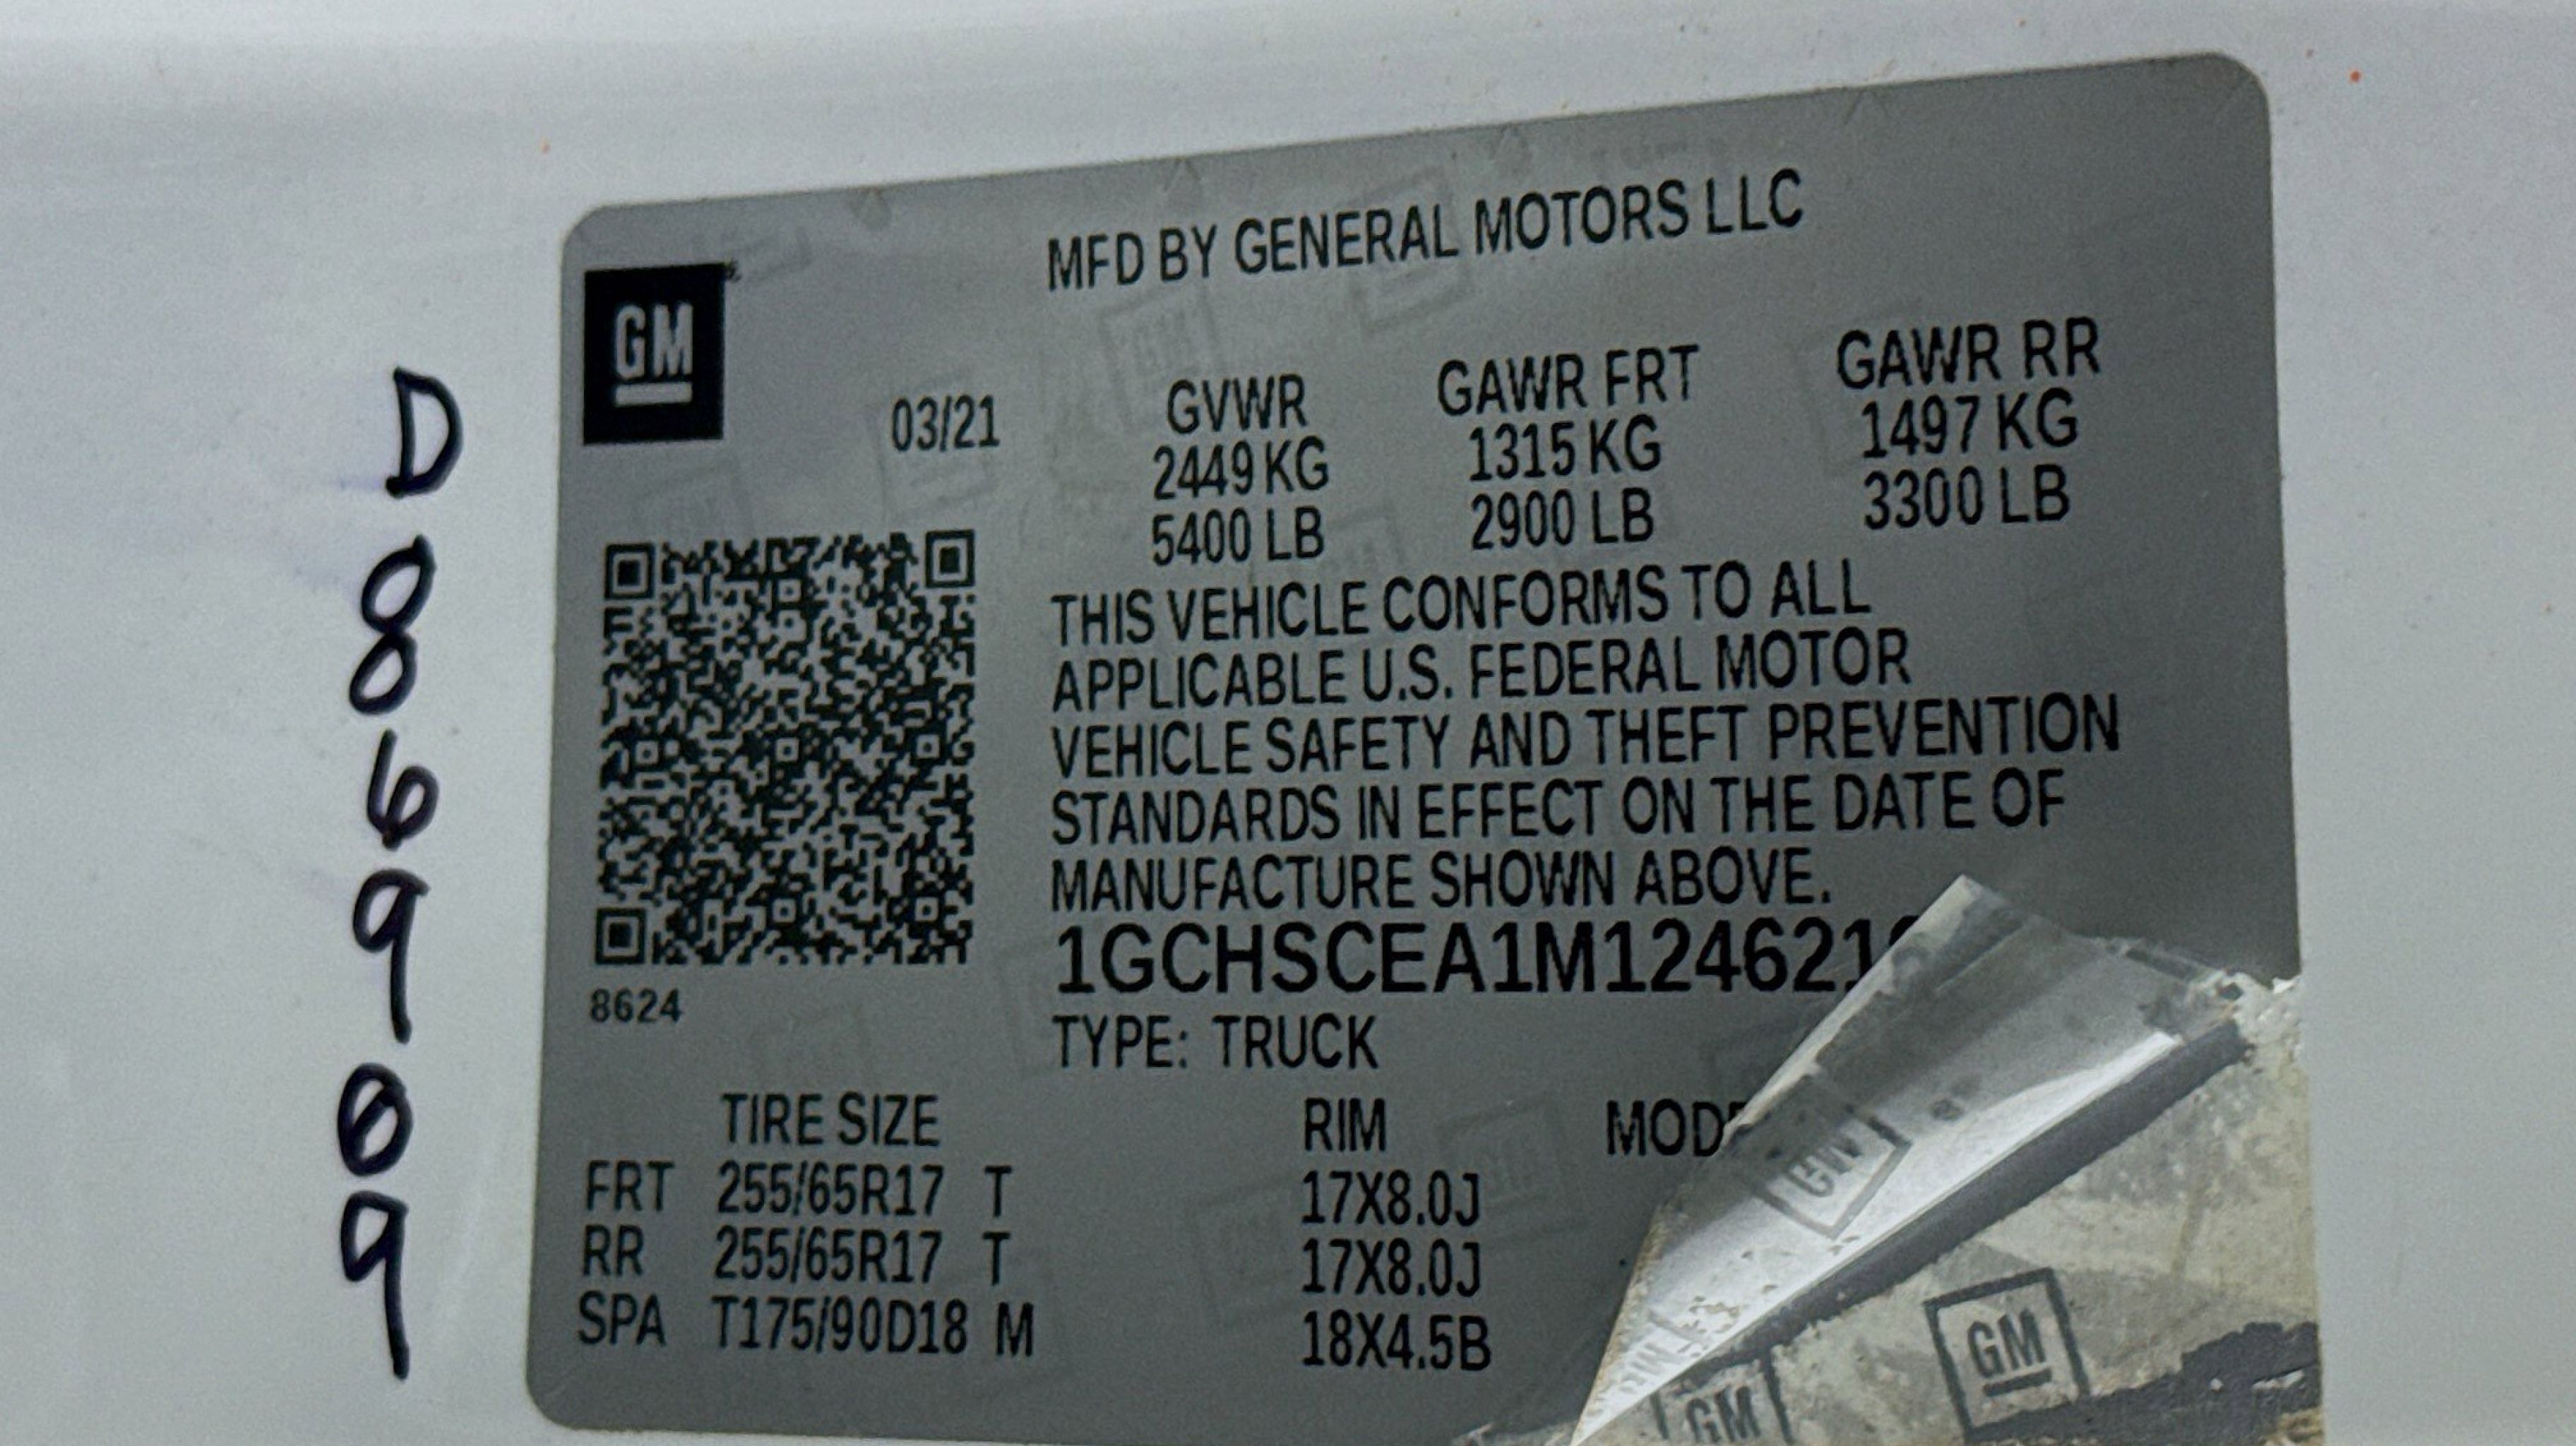 MFD BY GENERAL MOTORS LLC
GM
03/21
GVWR GAWR FRT GAWR RR
2449 KG 1315 KG 1497 KG
5400 LB 2900 LB 3300 LB
THIS VEHICLE CONFORMS TO ALL
APPLICABLE U.S. FEDERAL MOTOR
VEHICLE SAFETY AND THEFT PREVENTION
STANDARDS IN EFFECT ON THE DATE OF
MANUFACTURE SHOWN ABOVE.
8624
TYPE: TRUCK
TIRE SIZE RIM
FRT 255/65R17 T 17X8.0J
RR 255/65R17 T 17X8.0J
SPA T175/90D18 M 18X4.5B
GM
GM
GM
D
8
6
9
0
9